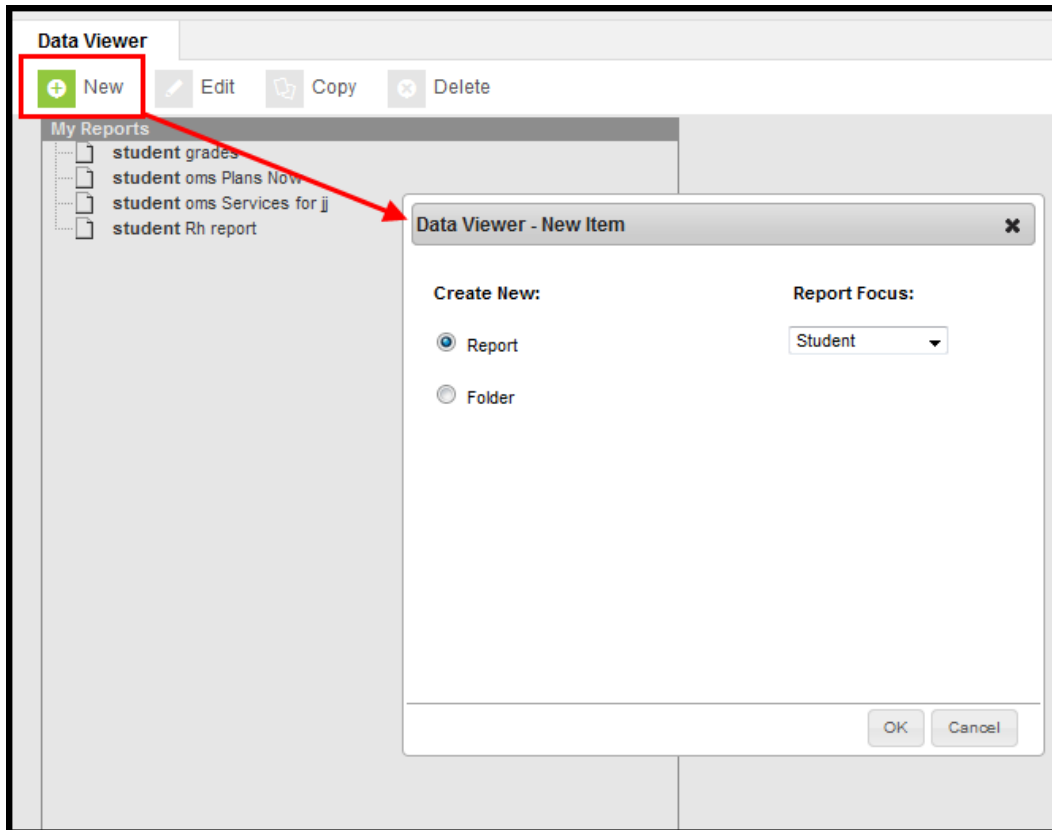 Data Viewer
New Edit Copy Delete
My Reports
student grades
student oms Plans Now
student oms Services for jj
student Rh report
Data Viewer - New Item
Create New: Report Focus:
Report Student
Folder
OK Cancel